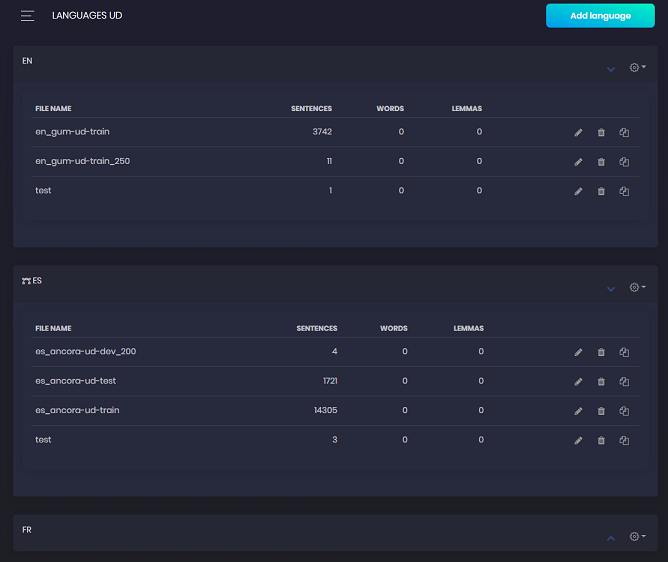 LANGUAGES UD Add language
EN
FILE NAME SENTENCES WORDS LEMMAS
en_gum-ud-train 3742 0 0
en_gum-ud-train_250 11 0 0
test 1 0 0
ES
FILE NAME SENTENCES WORDS LEMMAS
es_ancora-ud-dev_200 4 0 0
es_ancora-ud-test 1721 0 0
es_ancora-ud-train 14305 0 0
test 3 0 0
FR